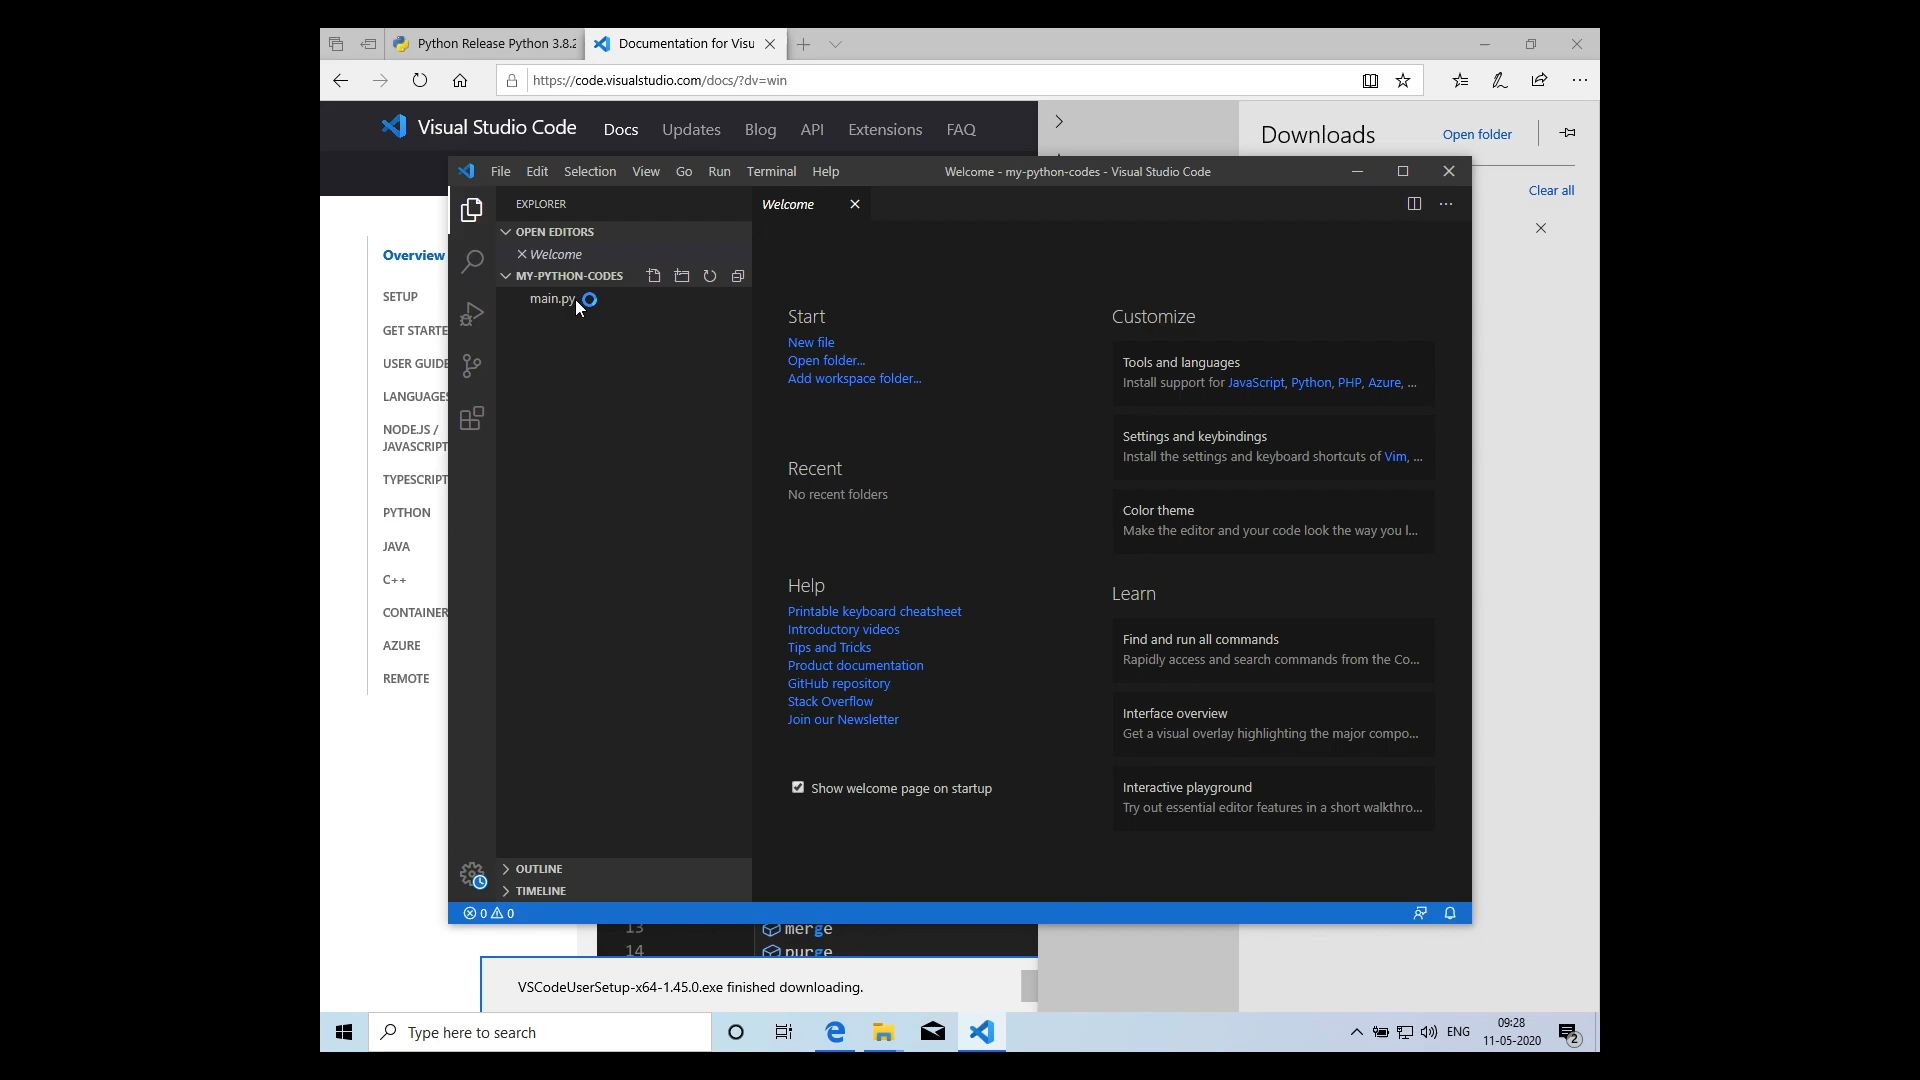 Python Release Python 3.8.2
Documentation for Visu
https://code.visualstudio.com/docs/?dv=win
Visual Studio Code
Docs
Updates
Blog
API
Extensions
FAQ
Downloads
Open folder
Clear all
Overview
SETUP
GET STARTE
USER GUIDE
LANGUAGES
NODE.JS /
JAVASCRIPT
TYPESCRIPT
PYTHON
JAVA
C++
CONTAINER
AZURE
REMOTE
File Edit Selection View Go Run Terminal Help
Welcome - my-python-codes - Visual Studio Code
EXPLORER
OPEN EDITORS
Welcome
MY-PYTHON-CODES
main.py
OUTLINE
TIMELINE
Welcome
Start
New file
Open folder...
Add workspace folder...
Recent
No recent folders
Help
Printable keyboard cheatsheet
Introductory videos
Tips and Tricks
Product documentation
GitHub repository
Stack Overflow
Join our Newsletter
Show welcome page on startup
Customize
Tools and languages
Install support for JavaScript, Python, PHP, Azure, ...
Settings and keybindings
Install the settings and keyboard shortcuts of Vim, ...
Color theme
Make the editor and your code look the way you l...
Learn
Find and run all commands
Rapidly access and search commands from the Co...
Interface overview
Get a visual overlay highlighting the major compo...
Interactive playground
Try out essential editor features in a short walkthro...
0 0
13 merge
14 purge
VSCodeUserSetup-x64-1.45.0.exe finished downloading.
Type here to search
ENG
09:28
11-05-2020
2